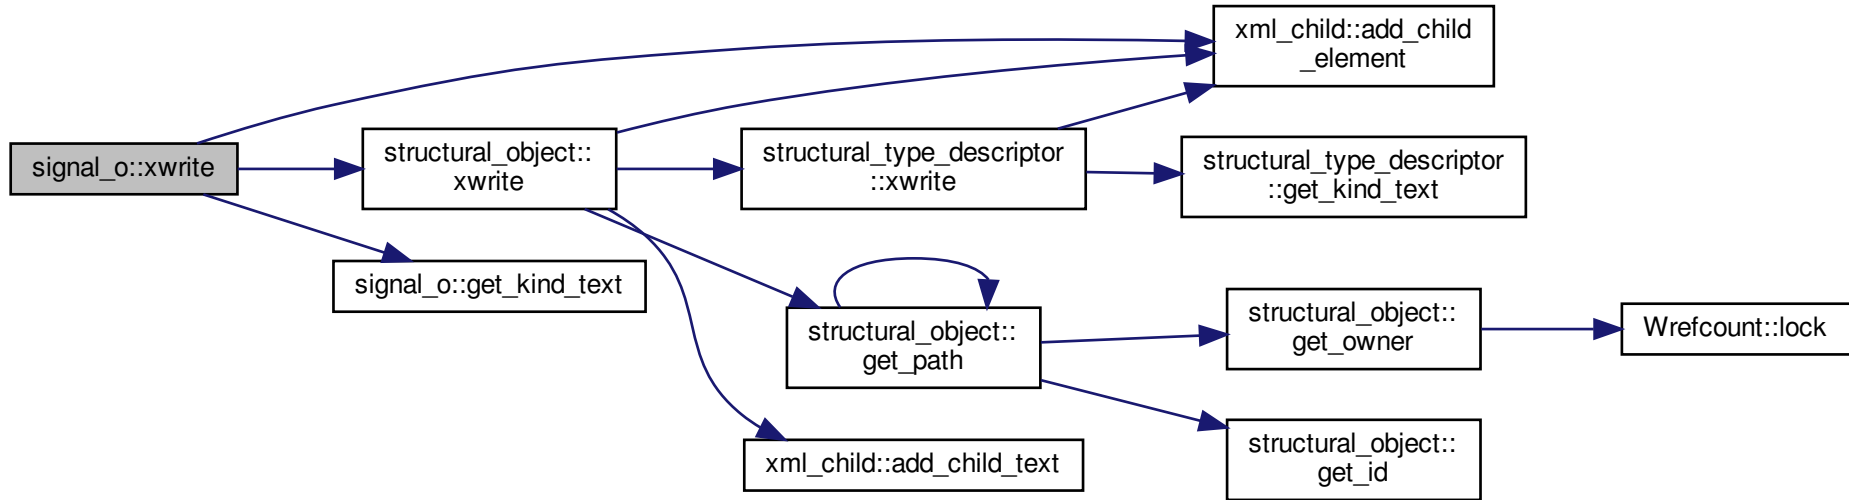 signal_o::xwrite
structural_object::
xwrite
signal_o::get_kind_text
xml_child::add_child
_element
structural_type_descriptor
::xwrite
structural_type_descriptor
::get_kind_text
structural_object::
get_path
structural_object::
get_owner
Wrefcount::lock
structural_object::
get_id
xml_child::add_child_text